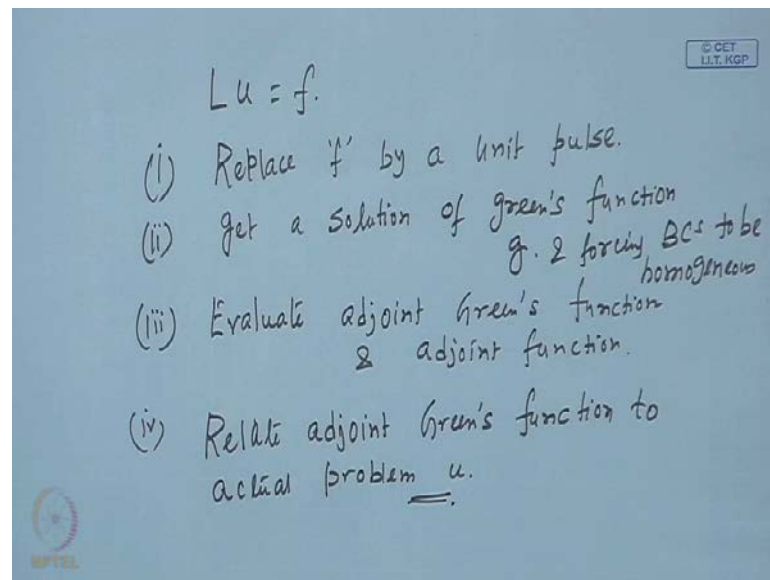 © CET
I.I.T. KGP
Lu = f.
(i) Replace 'f' by a unit pulse.
(ii) get a solution of green's function
g. & forcing BCs to be
homogeneous
(iii) Evaluate adjoint Green's function
& adjoint function.
(iv) Relate adjoint Green's function to
actual problem u.
NPTEL